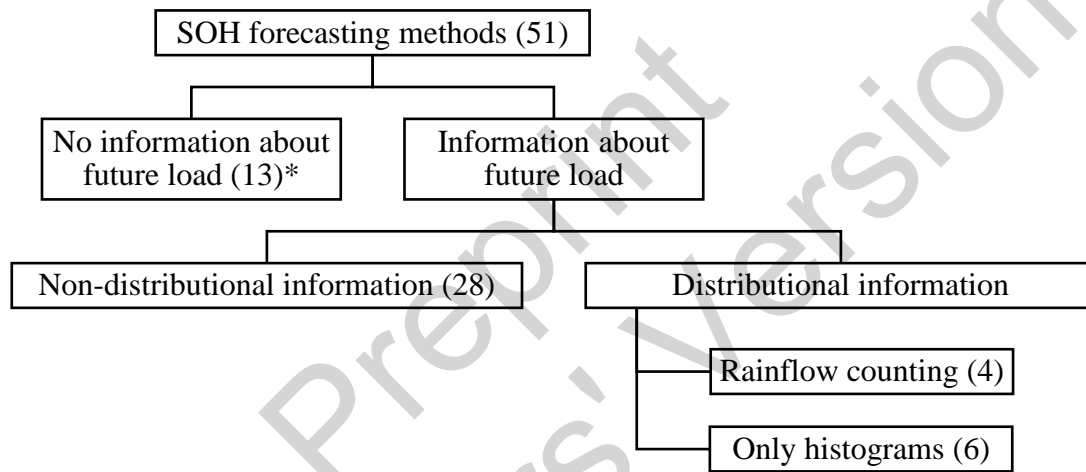 SOH forecasting methods (51)
No information about
future load (13)*
Information about
future load
Non-distributional information (28)
Distributional information
Rainflow counting (4)
Only histograms (6)
Preprint
Version